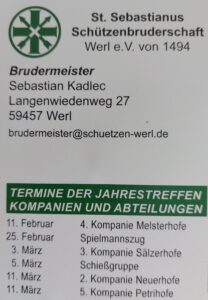 St. Sebastianus
Schützenbruderschaft
Werl e.V. von 1494
Brudermeister
Sebastian Kadlec
Langenwiedenweg 27
59457 Werl
brudermeister@schuetzen-werl.de
TERMINE DER JAHRESTREFFEN
KOMPANIEN UND ABTEILUNGEN
11. Februar 4. Kompanie Melsterhofe
25. Februar Spielmannszug
3. März 3. Kompanie Sälzerhofe
5. März Schießgruppe
11. März 2. Kompanie Neuerhofe
11. März 5. Kompanie Petrihofe